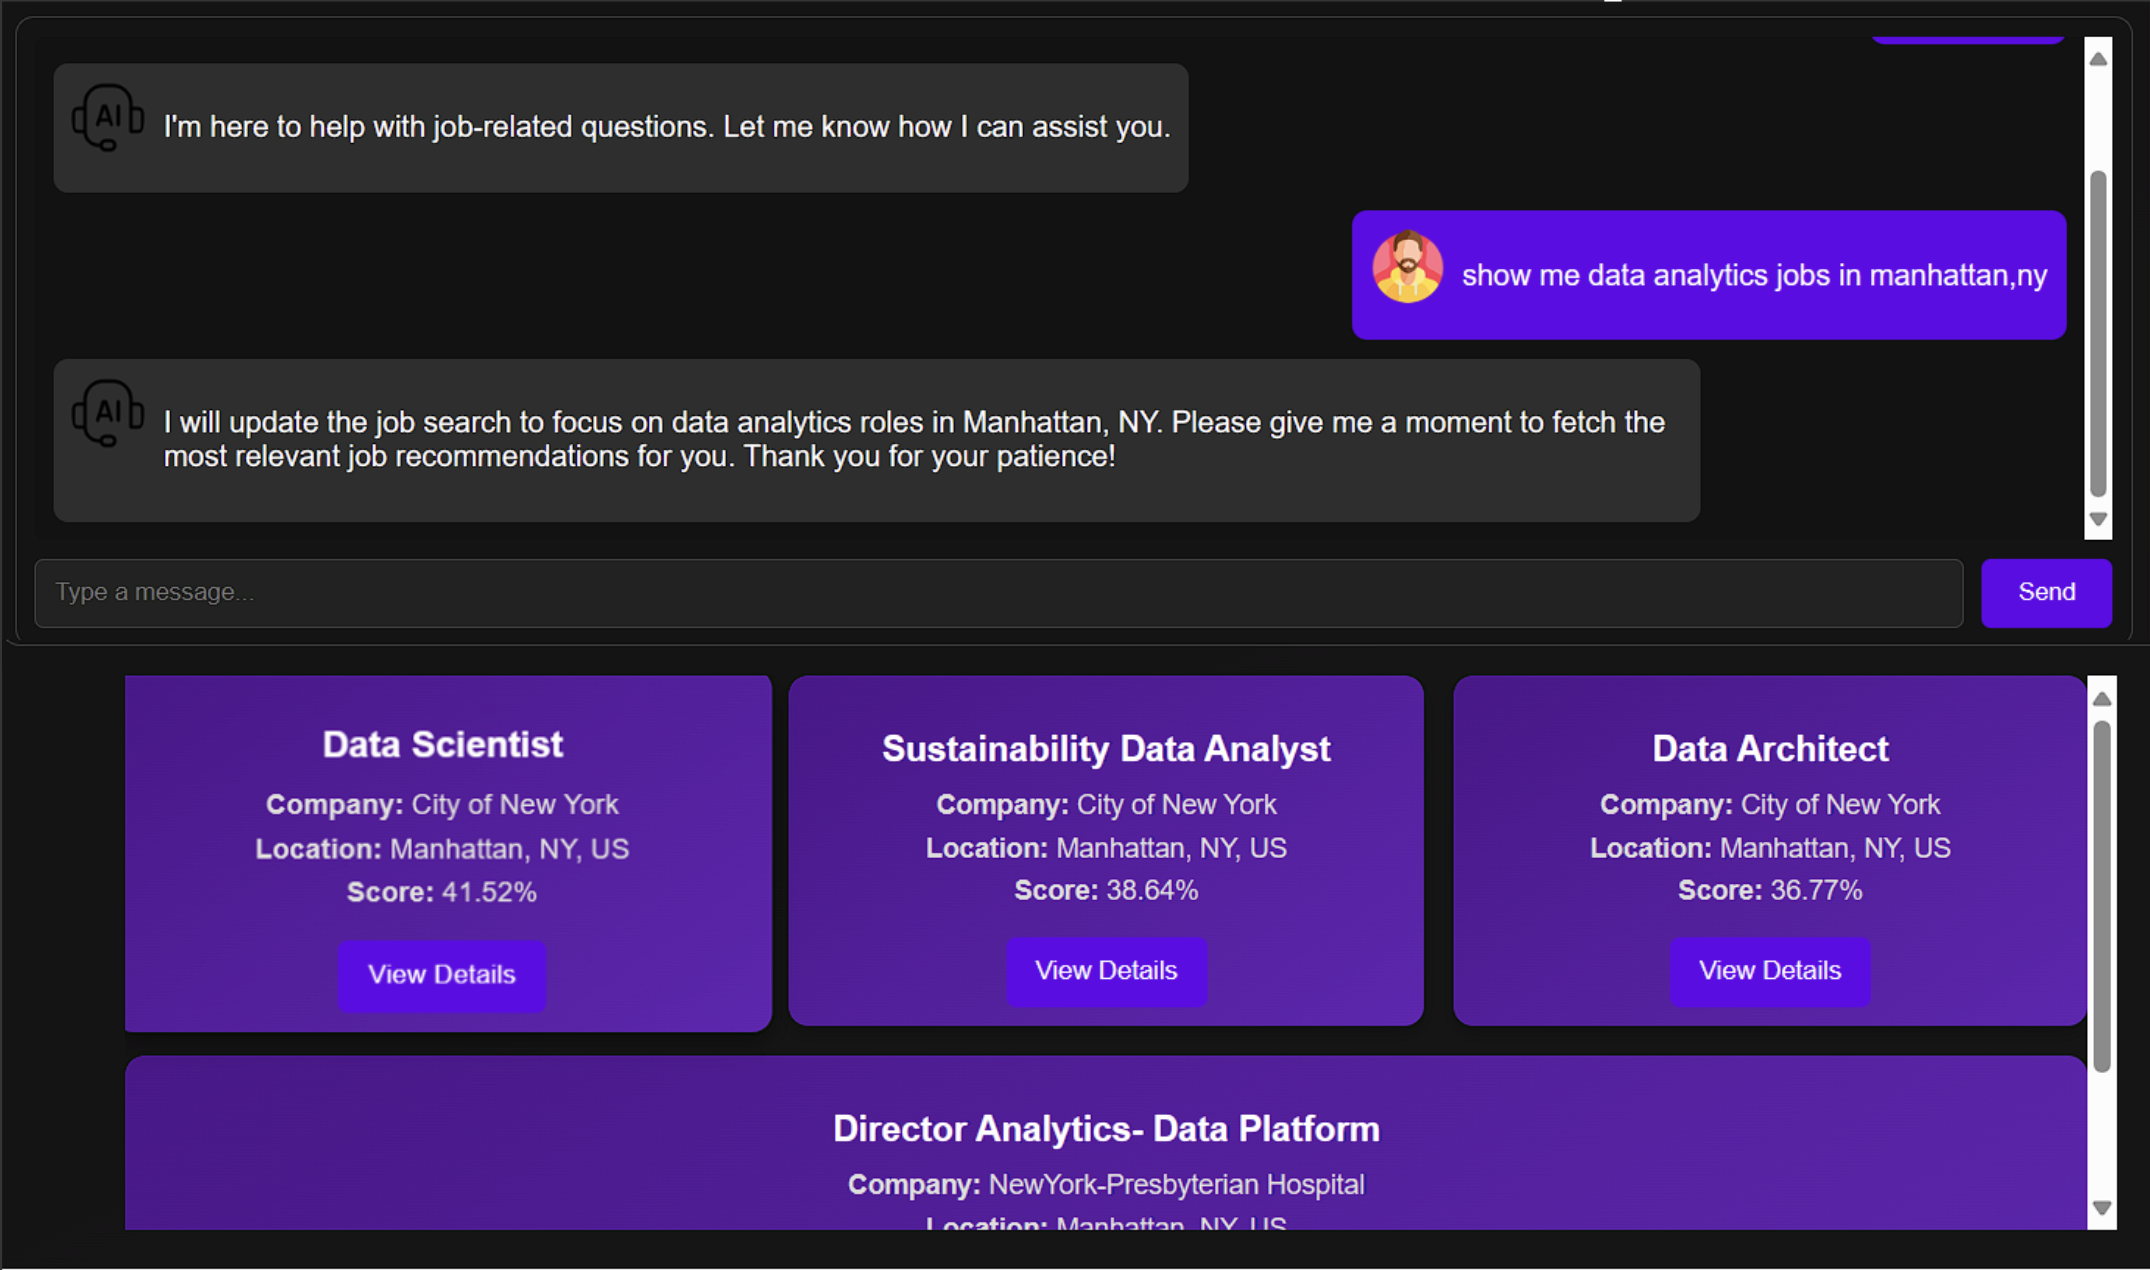 AI
I'm here to help with job-related questions. Let me know how I can assist you.
show me data analytics jobs in manhattan,ny
AI
I will update the job search to focus on data analytics roles in Manhattan, NY. Please give me a moment to fetch the
most relevant job recommendations for you. Thank you for your patience!
Type a message...
Send
Data Scientist
Company: City of New York
Location: Manhattan, NY, US
Score: 41.52%
View Details
Sustainability Data Analyst
Company: City of New York
Location: Manhattan, NY, US
Score: 38.64%
View Details
Data Architect
Company: City of New York
Location: Manhattan, NY, US
Score: 36.77%
View Details
Director Analytics- Data Platform
Company: NewYork-Presbyterian Hospital
Location: Manhattan, NY, US